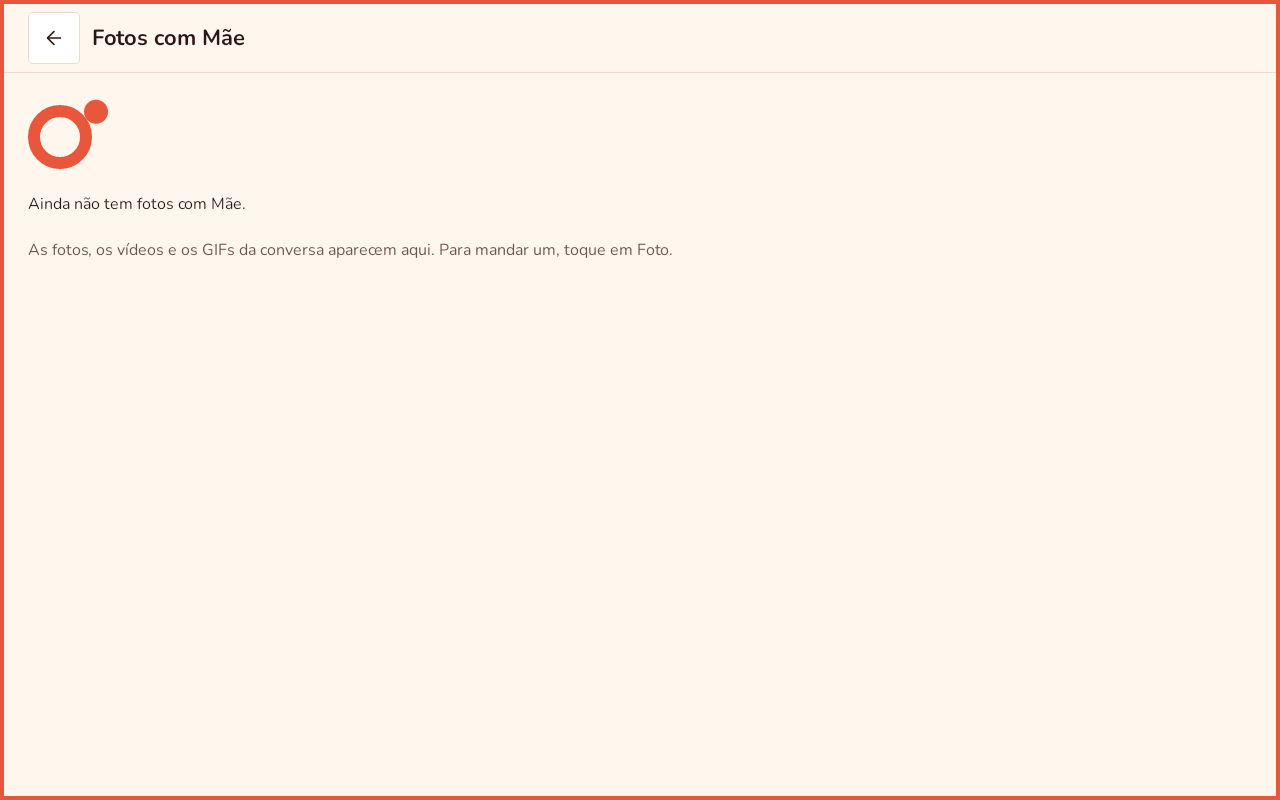 Fotos com Mãe
Ainda não tem fotos com Mãe.
As fotos, os vídeos e os GIFs da conversa aparecem aqui. Para mandar um, toque em Foto.